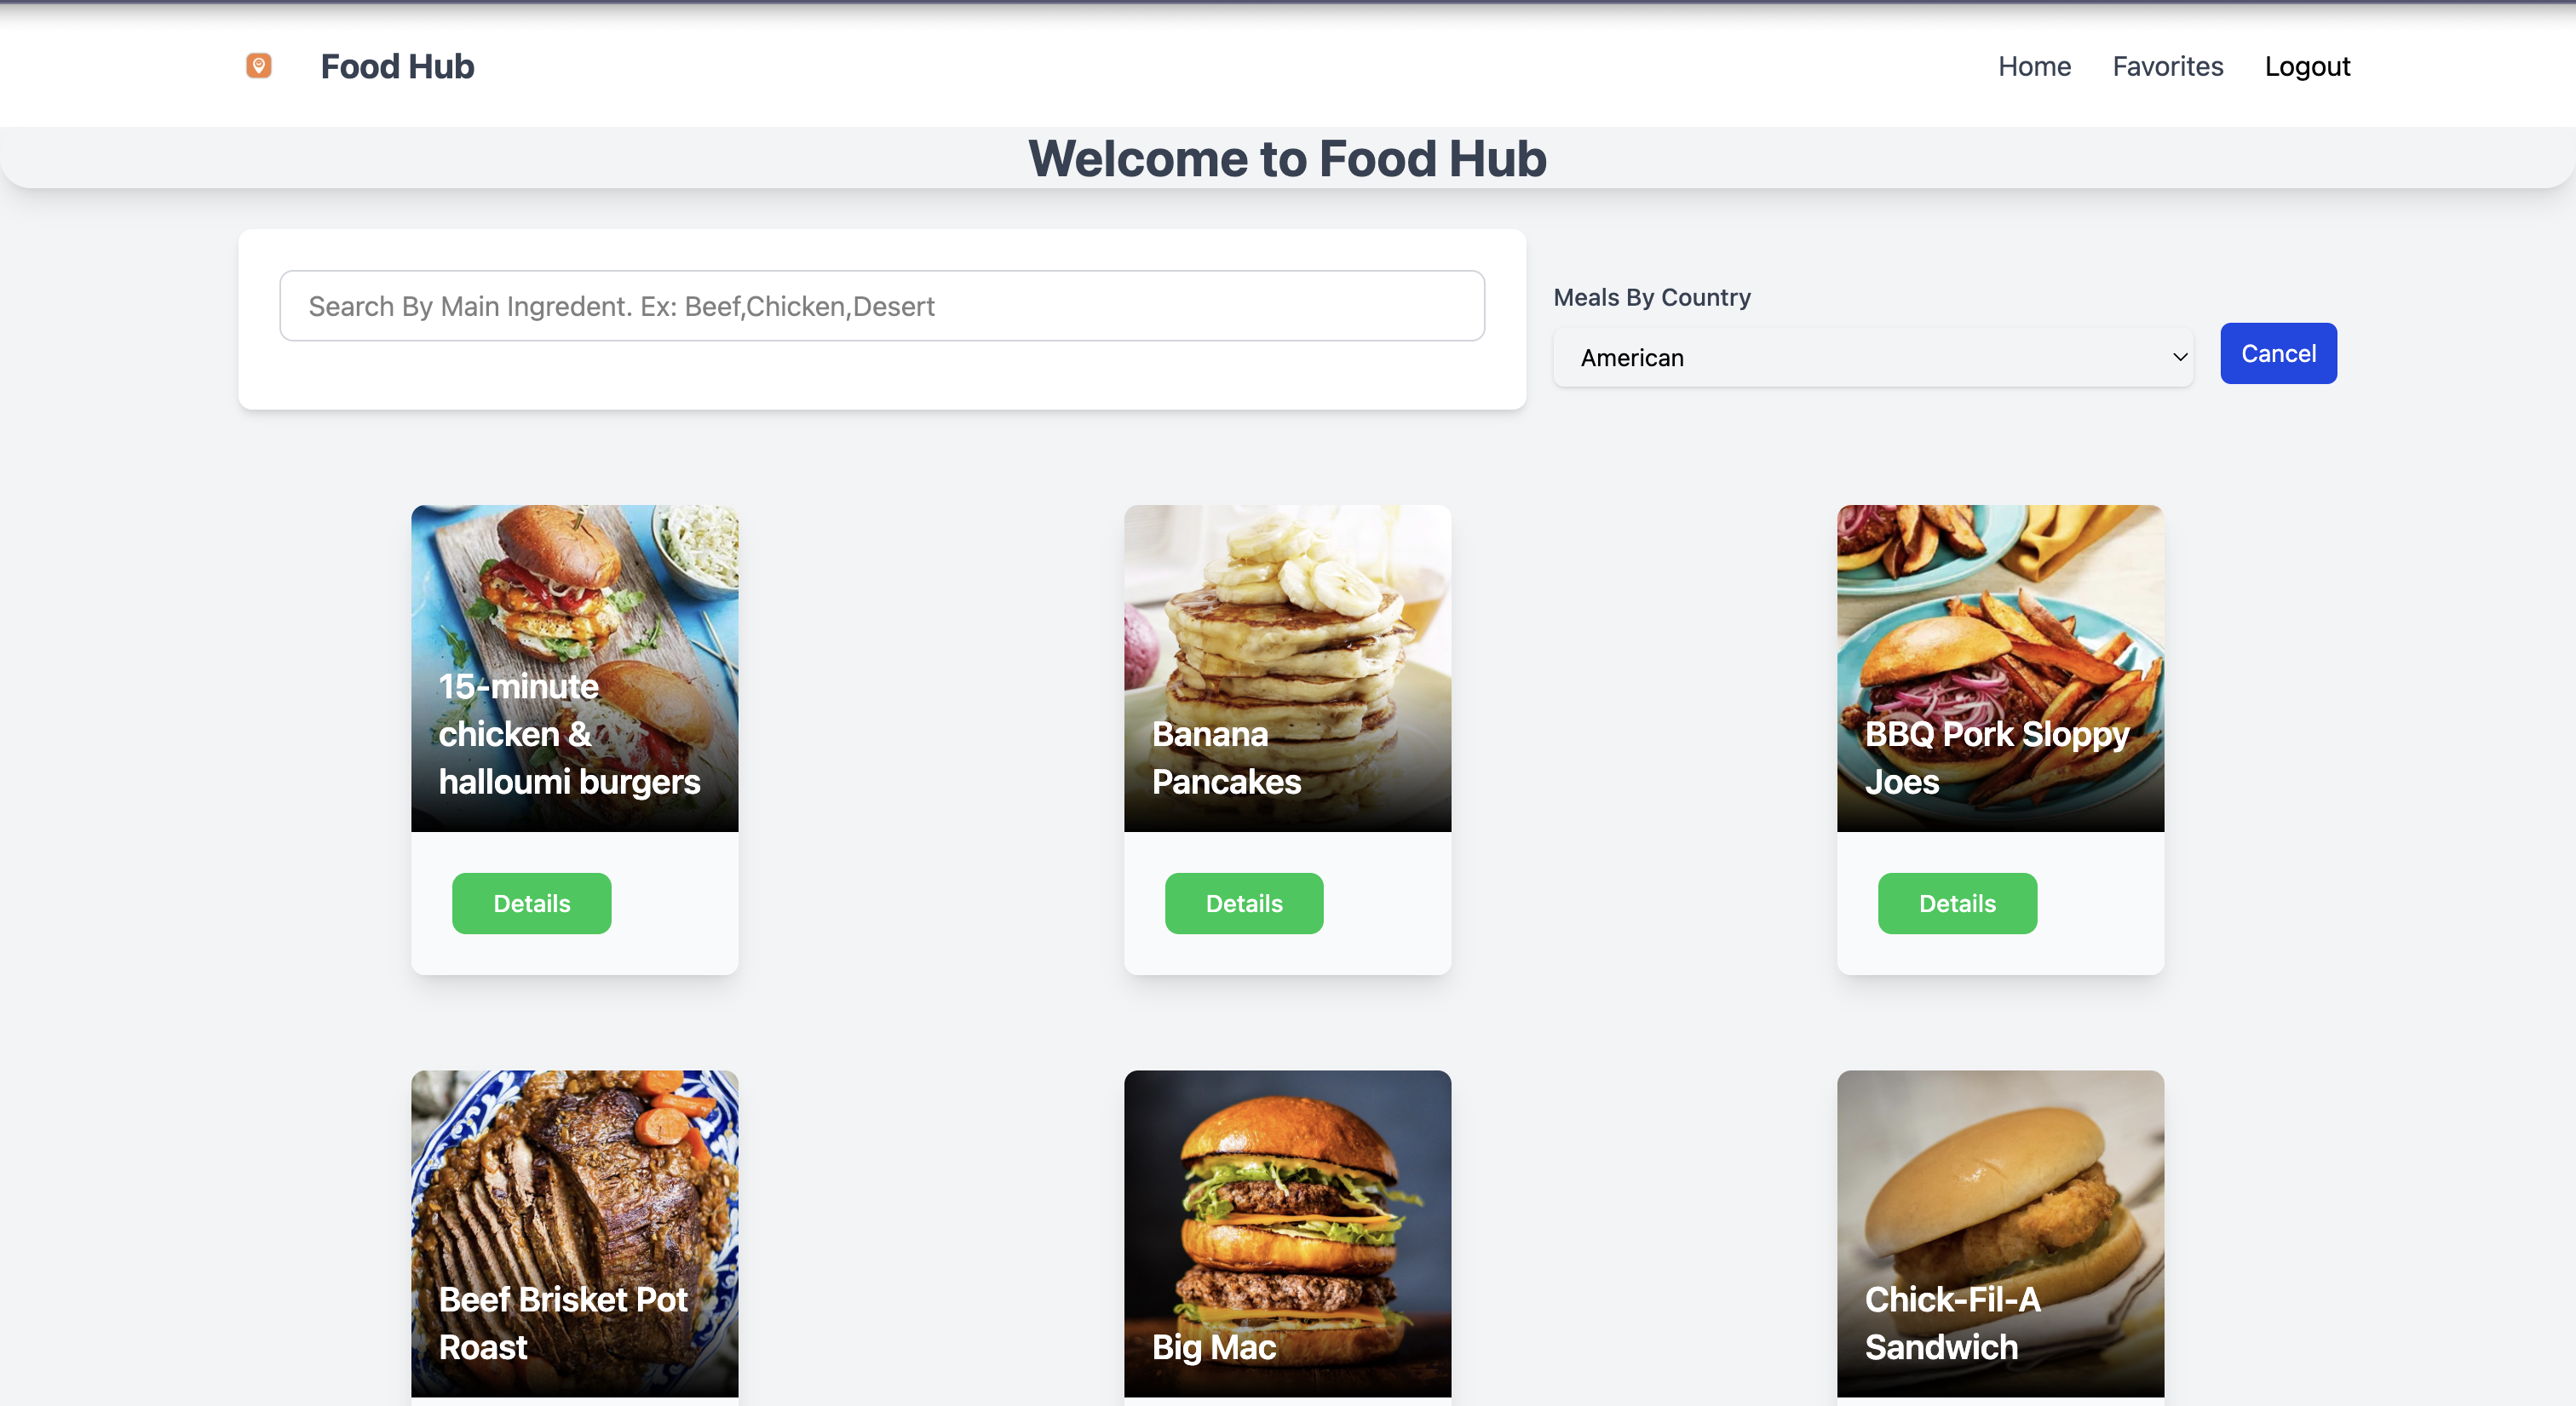 Food Hub
Home Favorites Logout
Welcome to Food Hub
Search By Main Ingredent. Ex: Beef,Chicken,Desert
Meals By Country
American
Cancel
15-minute
chicken &
halloumi burgers
Details
Banana
Pancakes
Details
BBQ Pork Sloppy
Joes
Details
Beef Brisket Pot
Roast
Big Mac
Chick-Fil-A
Sandwich